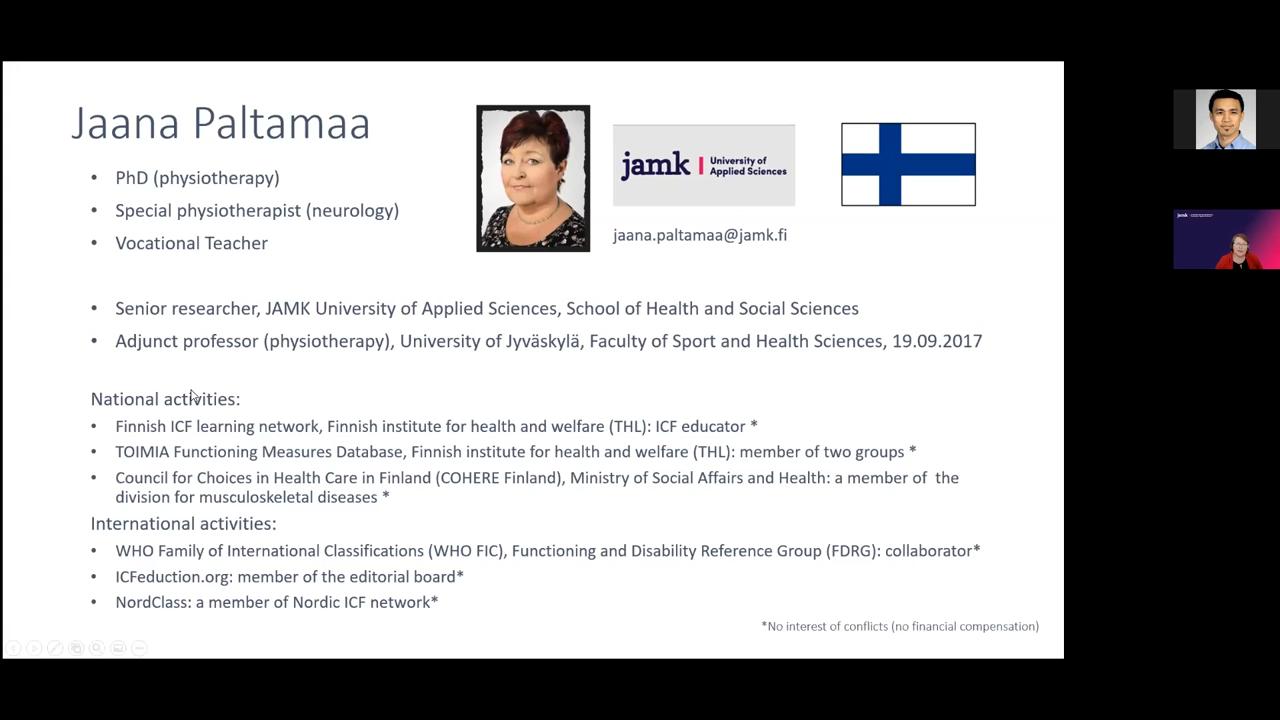 Jaana Paltamaa
• PhD (physiotherapy)
• Special physiotherapist (neurology)
• Vocational Teacher
jamk | University of
Applied Sciences
jaana.paltamaa@jamk.fi
• Senior researcher, JAMK University of Applied Sciences, School of Health and Social Sciences
• Adjunct professor (physiotherapy), University of Jyväskylä, Faculty of Sport and Health Sciences, 19.09.2017
National activities:
• Finnish ICF learning network, Finnish institute for health and welfare (THL): ICF educator *
• TOIMIA Functioning Measures Database, Finnish institute for health and welfare (THL): member of two groups *
• Council for Choices in Health Care in Finland (COHERE Finland), Ministry of Social Affairs and Health: a member of the
division for musculoskeletal diseases *
International activities:
• WHO Family of International Classifications (WHO FIC), Functioning and Disability Reference Group (FDRG): collaborator*
• ICFeduction.org: member of the editorial board*
• NordClass: a member of Nordic ICF network*
*No interest of conflicts (no financial compensation)
jamk